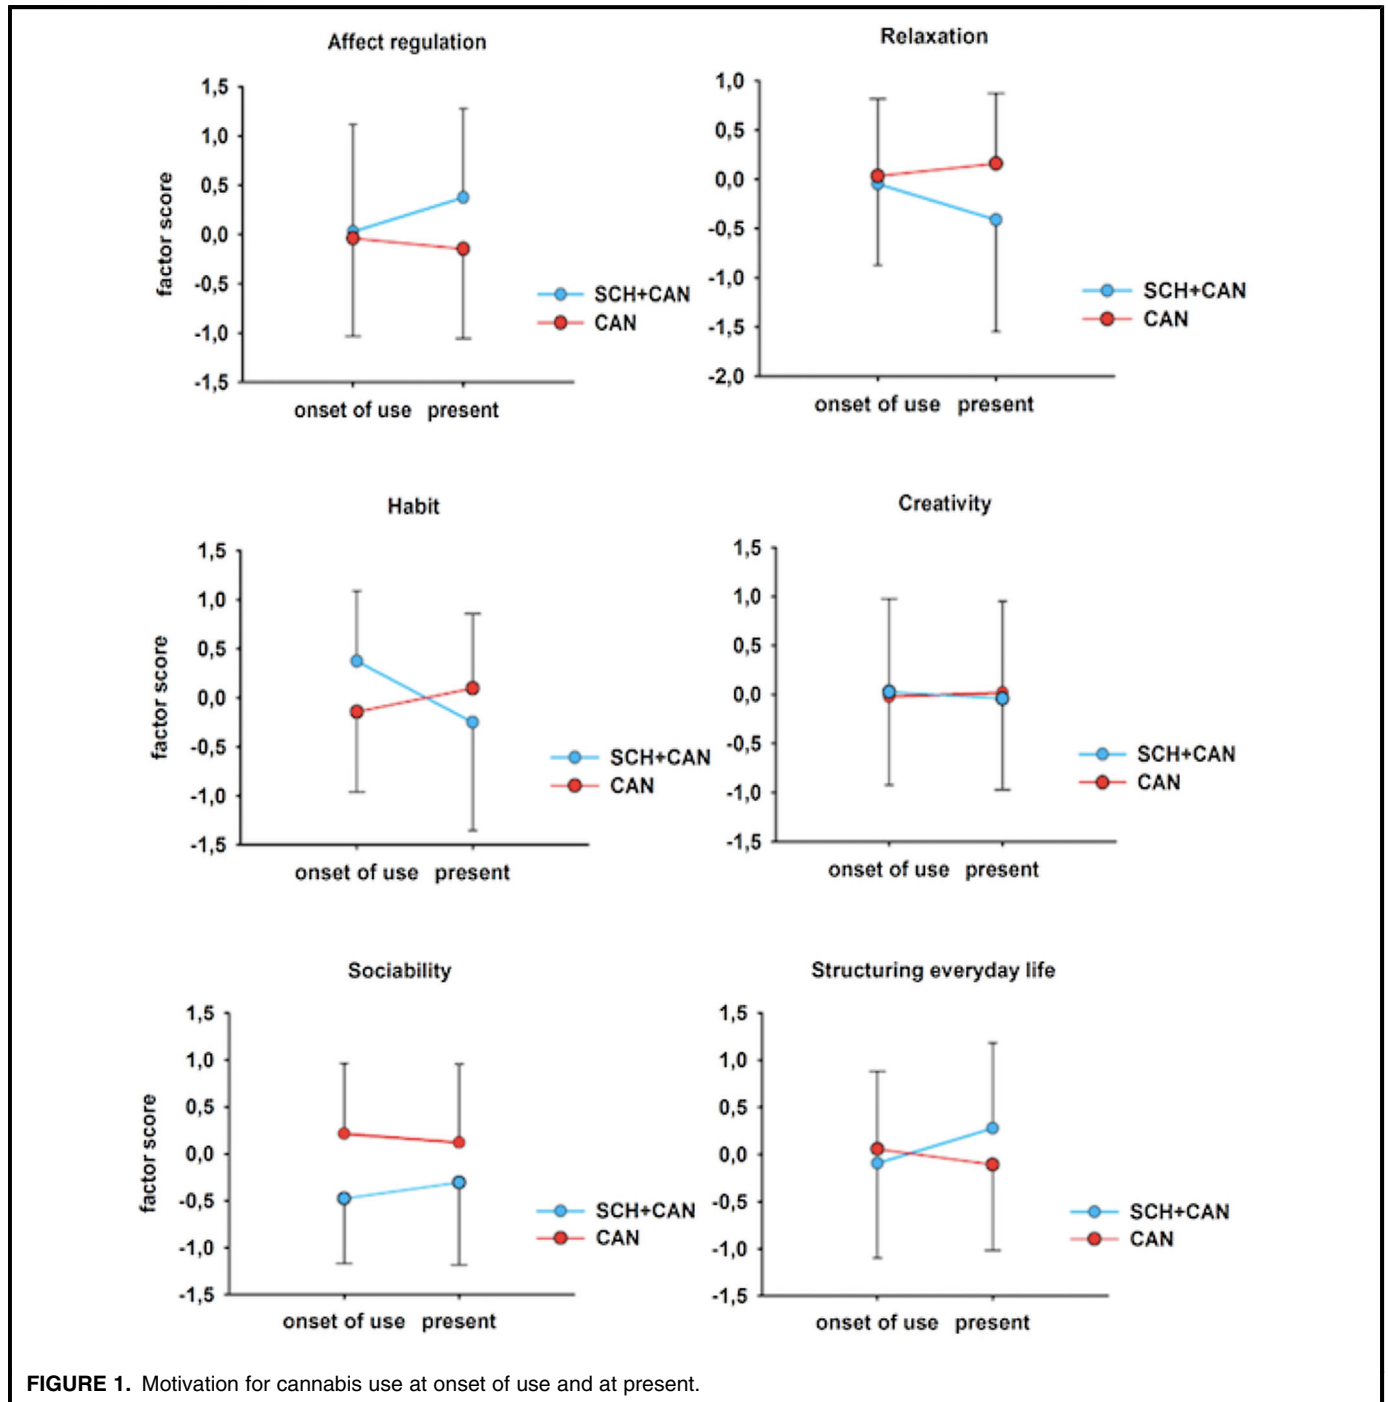 Affect regulation
1,5
1,0
0,5
0,0
-0,5
-1,0
-1,5
factor score
onset of use present
SCH+CAN
CAN
Relaxation
1,0
0,5
0,0
-0,5
-1,0
-1,5
-2,0
onset of use present
SCH+CAN
CAN
Habit
1,5
1,0
0,5
0,0
-0,5
-1,0
-1,5
factor score
onset of use present
SCH+CAN
CAN
Creativity
1,5
1,0
0,5
0,0
-0,5
-1,0
-1,5
onset of use present
SCH+CAN
CAN
Sociability
1,5
1,0
0,5
0,0
-0,5
-1,0
-1,5
factor score
onset of use present
SCH+CAN
CAN
Structuring everyday life
1,5
1,0
0,5
0,0
-0,5
-1,0
-1,5
onset of use present
SCH+CAN
CAN
FIGURE 1. Motivation for cannabis use at onset of use and at present.